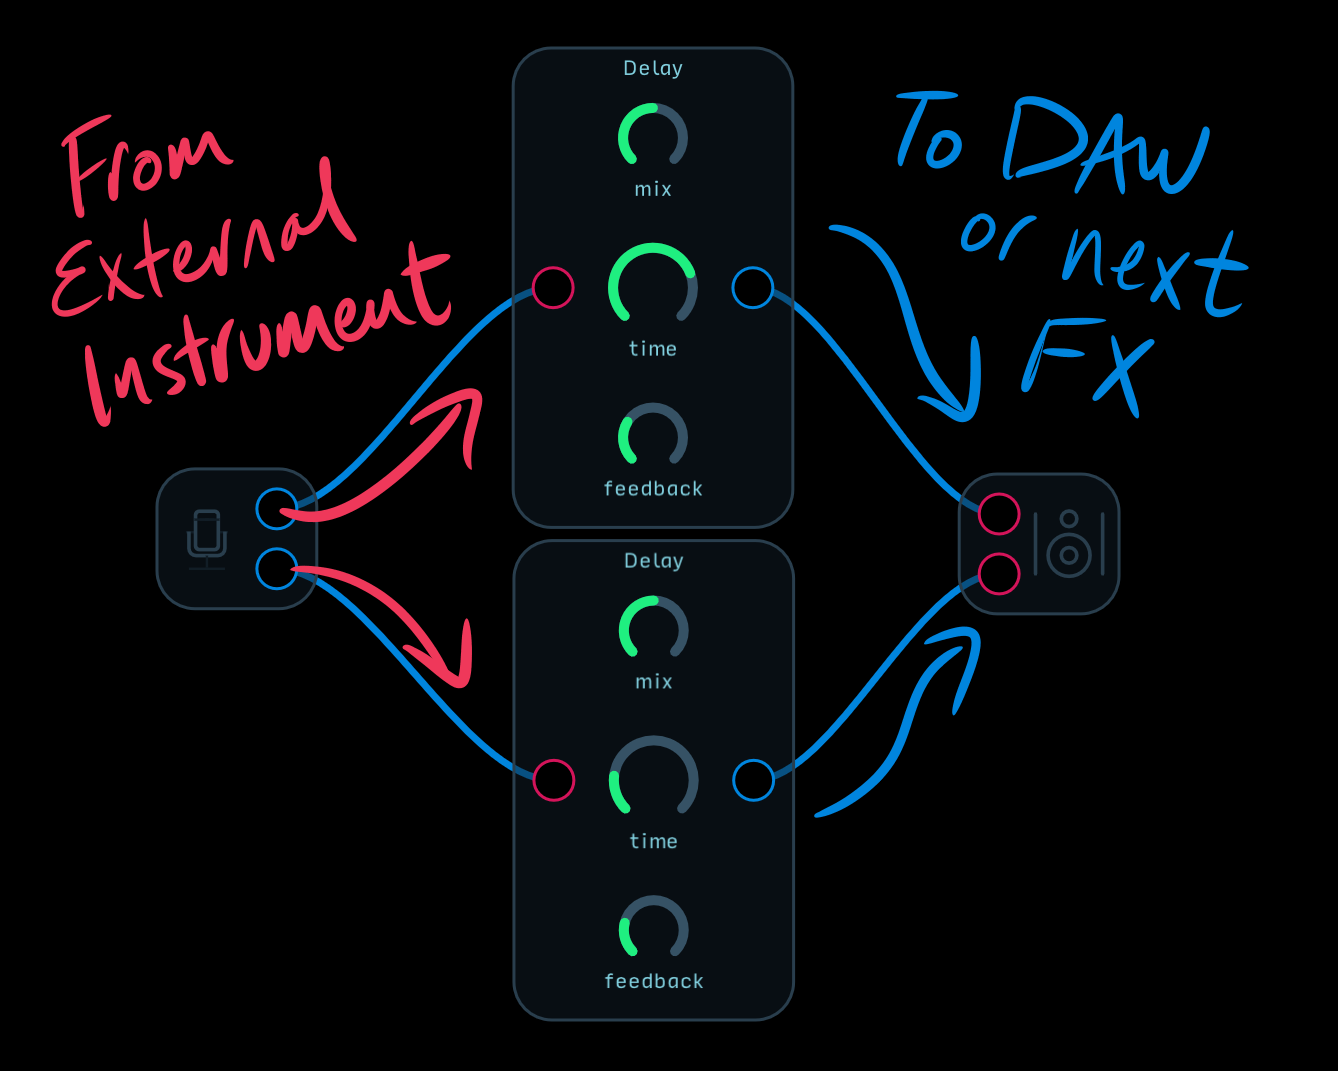 From
External
Instrument
Delay
mix
time
feedback
Delay
mix
time
feedback
To DAW
or next
FX